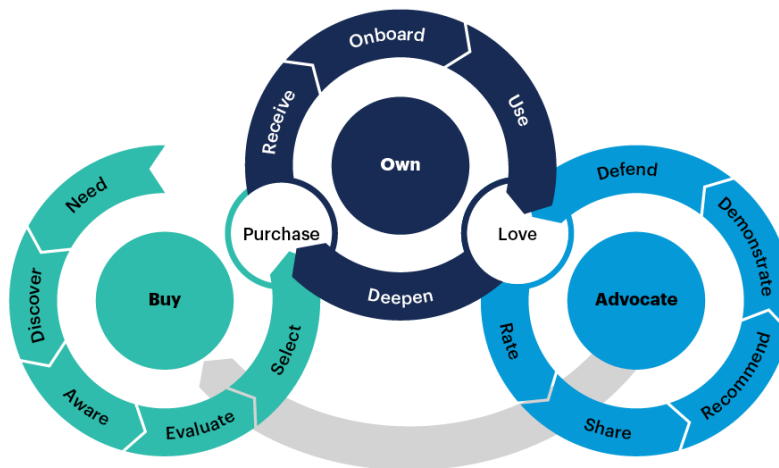 Need
Discover
Aware
Evaluate
Select
Buy
Purchase
Receive
Onboard
Use
Own
Love
Deepen
Rate
Share
Recommend
Demonstrate
Defend
Advocate